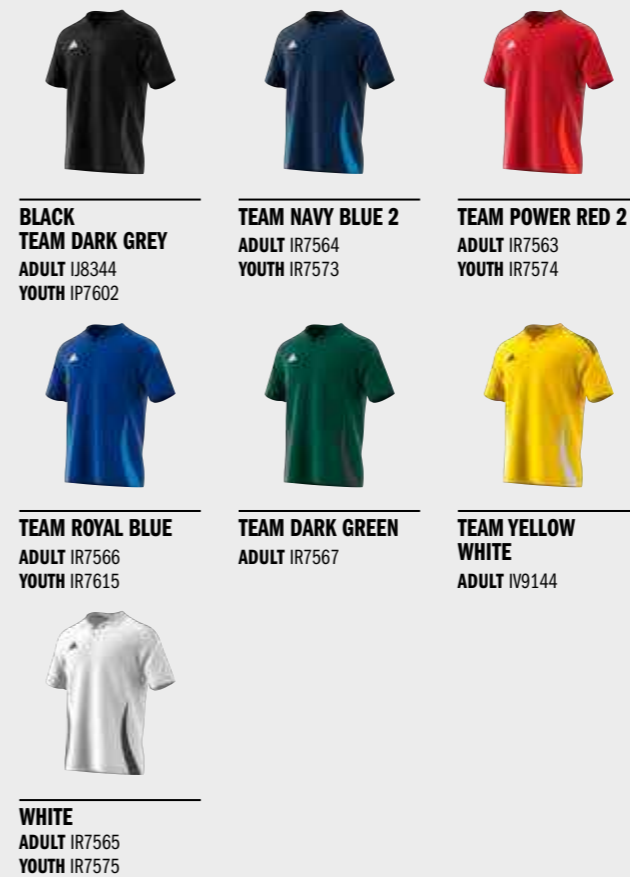 BLACK
TEAM DARK GREY
ADULT IJ8344
YOUTH IP7602
TEAM NAVY BLUE 2
ADULT IR7564
YOUTH IR7573
TEAM POWER RED 2
ADULT IR7563
YOUTH IR7574
TEAM ROYAL BLUE
ADULT IR7566
YOUTH IR7615
TEAM DARK GREEN
ADULT IR7567
TEAM YELLOW
WHITE
ADULT IV9144
WHITE
ADULT IR7565
YOUTH IR7575